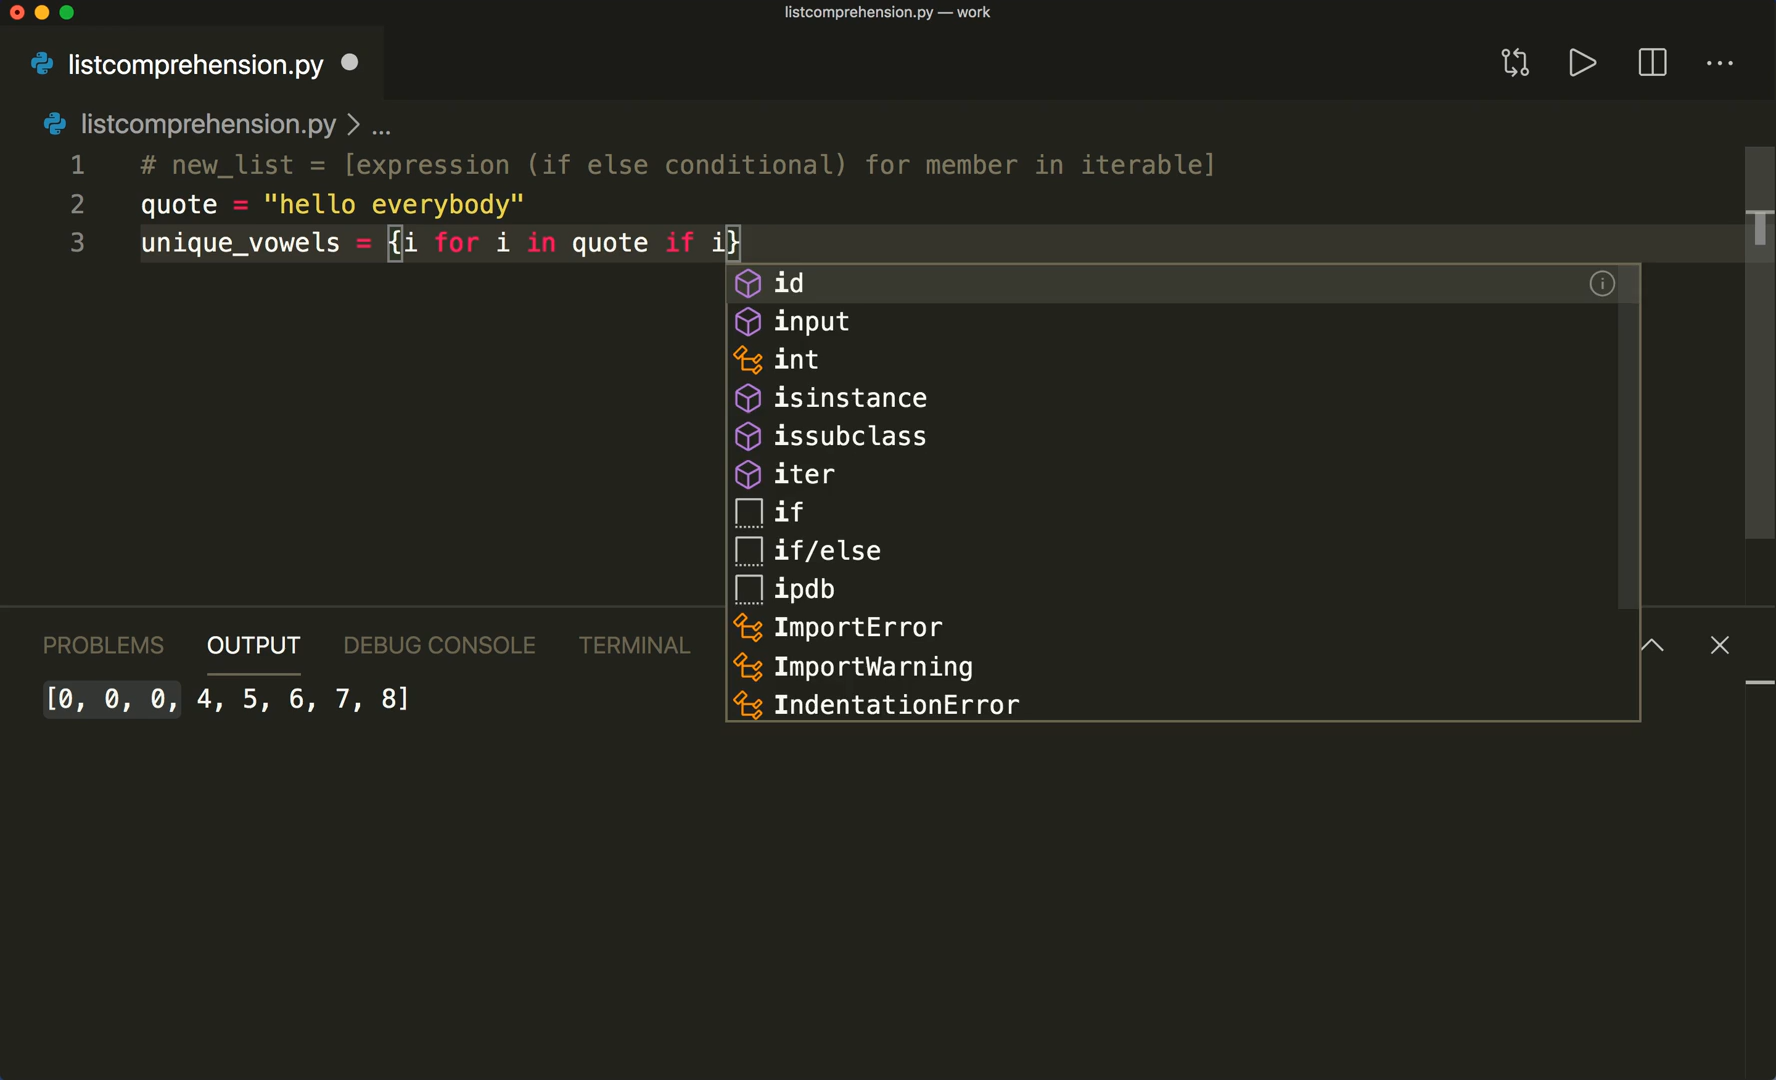 listcomprehension.py — work
listcomprehension.py
listcomprehension.py > ...
1 # new_list = [expression (if else conditional) for member in iterable]
2 quote = "hello everybody"
3 unique_vowels = {i for i in quote if i}
id
input
int
isinstance
issubclass
iter
if
if/else
ipdb
ImportError
ImportWarning
IndentationError
PROBLEMS OUTPUT DEBUG CONSOLE TERMINAL
[0, 0, 0, 4, 5, 6, 7, 8]